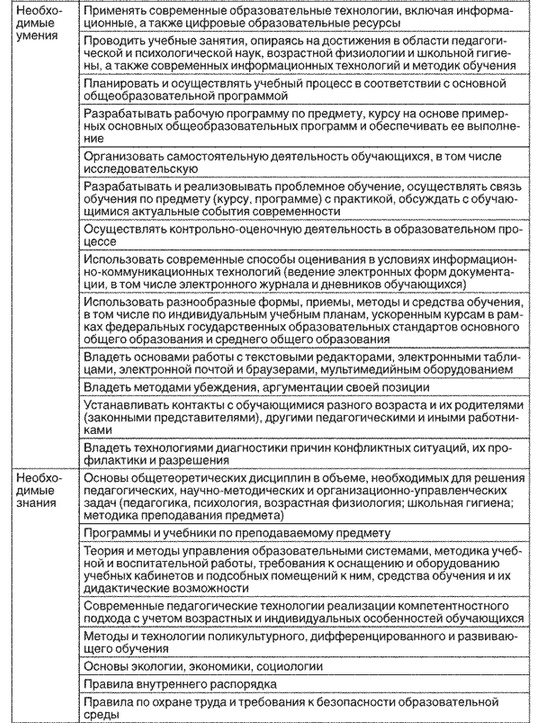 Необхо-
димые
умения
Применять современные образовательные технологии, включая информа-
ционные, а также цифровые образовательные ресурсы
Проводить учебные занятия, опираясь на достижения в области педагоги-
ческой и психологической наук, возрастной физиологии и школьной гигие-
ны, а также современных информационных технологий и методик обучения
Планировать и осуществлять учебный процесс в соответствии с основной
общеобразовательной программой
Разрабатывать рабочую программу по предмету, курсу на основе пример-
ных основных общеобразовательных программ и обеспечивать ее выполне-
ние
Организовать самостоятельную деятельность обучающихся, в том числе
исследовательскую
Разрабатывать и реализовывать проблемное обучение, осуществлять связь
обучения по предмету (курсу, программе) с практикой, обсуждать с обучаю-
щимися актуальные события современности
Осуществлять контрольно-оценочную деятельность в образовательном про-
цессе
Использовать современные способы оценивания в условиях информацион-
но-коммуникационных технологий (ведение электронных форм документа-
ции, в том числе электронного журнала и дневников обучающихся)
Использовать разнообразные формы, приемы, методы и средства обучения,
в том числе по индивидуальным учебным планам, ускоренным курсам в рам-
ках федеральных государственных образовательных стандартов основного
общего образования и среднего общего образования
Владеть основами работы с текстовыми редакторами, электронными табли-
цами, электронной почтой и браузерами, мультимедийным оборудованием
Владеть методами убеждения, аргументации своей позиции
Устанавливать контакты с обучающимися разного возраста и их родителями
(законными представителями), другими педагогическими и иными работни-
ками
Владеть технологиями диагностики причин конфликтных ситуаций, их про-
филактики и разрешения
Необхо-
димые
знания
Основы общетеоретических дисциплин в объеме, необходимых для решения
педагогических, научно-методических и организационно-управленческих
задач (педагогика, психология, возрастная физиология; школьная гигиена;
методика преподавания предмета)
Программы и учебники по преподаваемому предмету
Теория и методы управления образовательными системами, методика учеб-
ной и воспитательной работы, требования к оснащению и оборудованию
учебных кабинетов и подсобных помещений к ним, средства обучения и их
дидактические возможности
Современные педагогические технологии реализации компетентностного
подхода с учетом возрастных и индивидуальных особенностей обучающихся
Методы и технологии поликультурного, дифференцированного и развиваю-
щего обучения
Основы экологии, экономики, социологии
Правила внутреннего распорядка
Правила по охране труда и требования к безопасности образовательной
среды